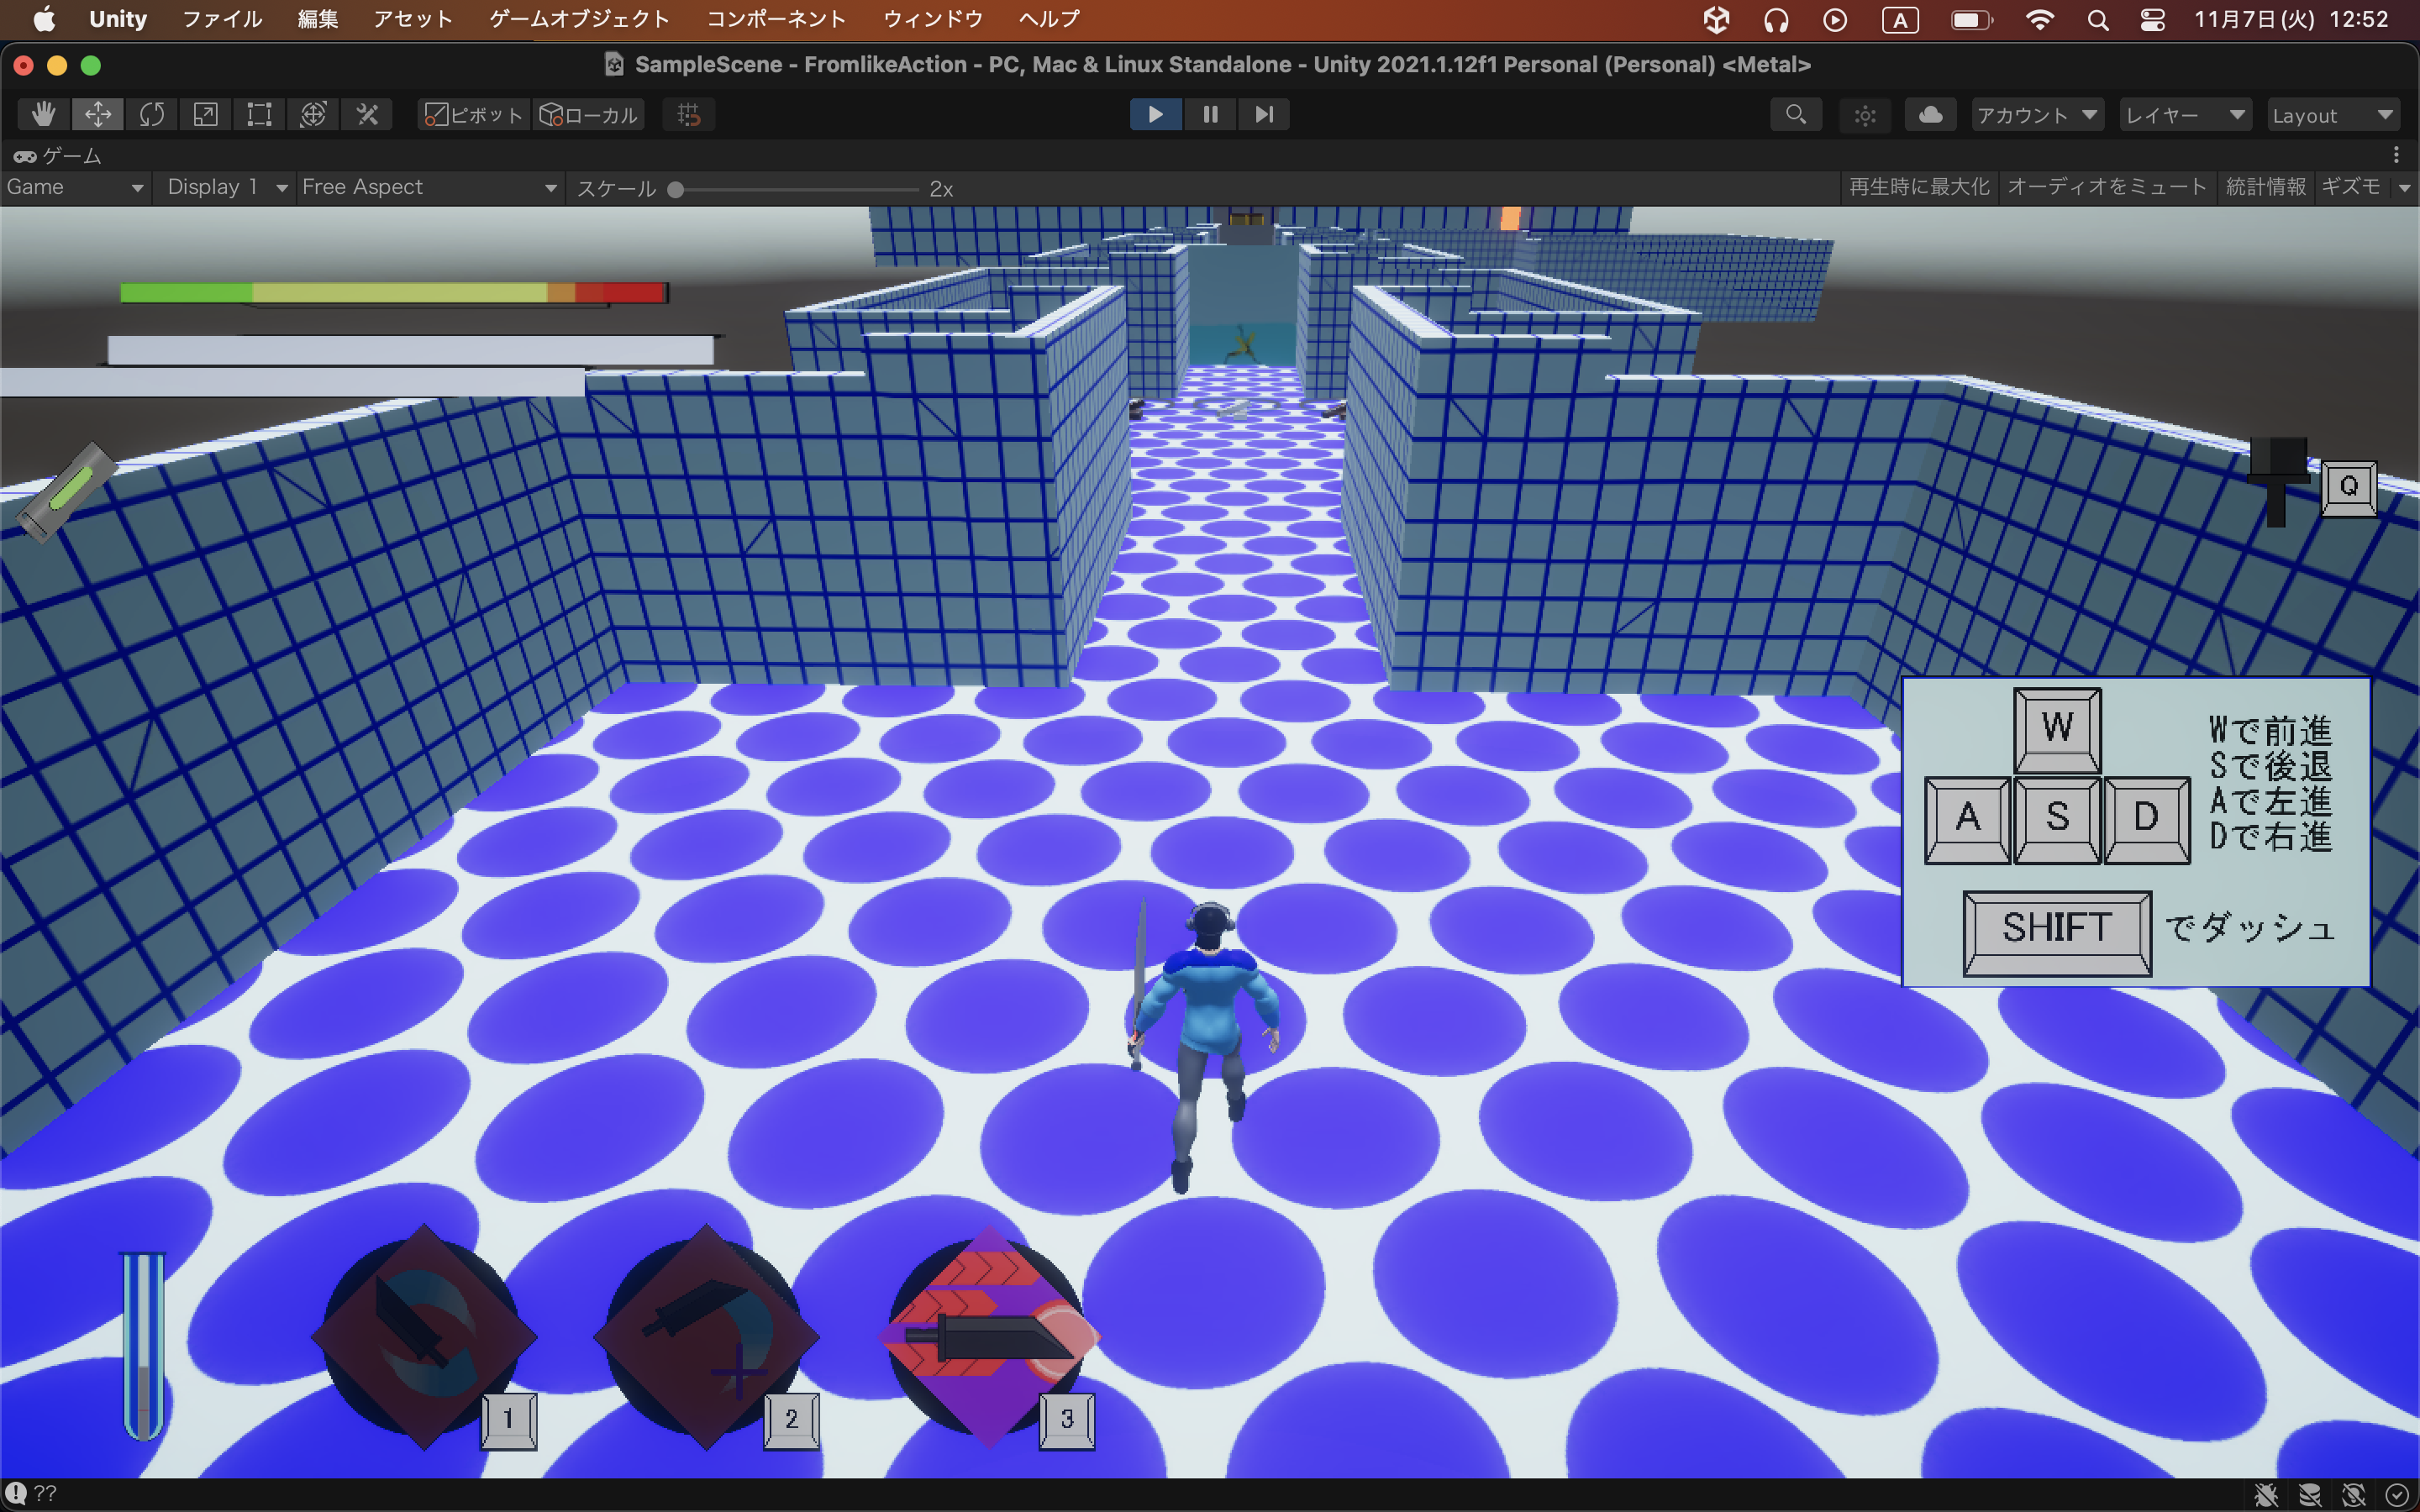 Unity ファイル 編集 アセット ゲームオブジェクト コンポーネント ウィンドウ ヘルプ A 11月7日(火) 12:52
SampleScene - FromlikeAction - PC, Mac & Linux Standalone - Unity 2021.1.12f1 Personal (Personal) <Metal>
ピボット ローカル アカウント レイヤー Layout
ゲーム
Game Display 1 Free Aspect スケール 2x 再生時に最大化 オーディオをミュート 統計情報 ギズモ
Q
W
A S D
Wで前進
Sで後退
Aで左進
Dで右進
SHIFT でダッシュ
1 2 3
??